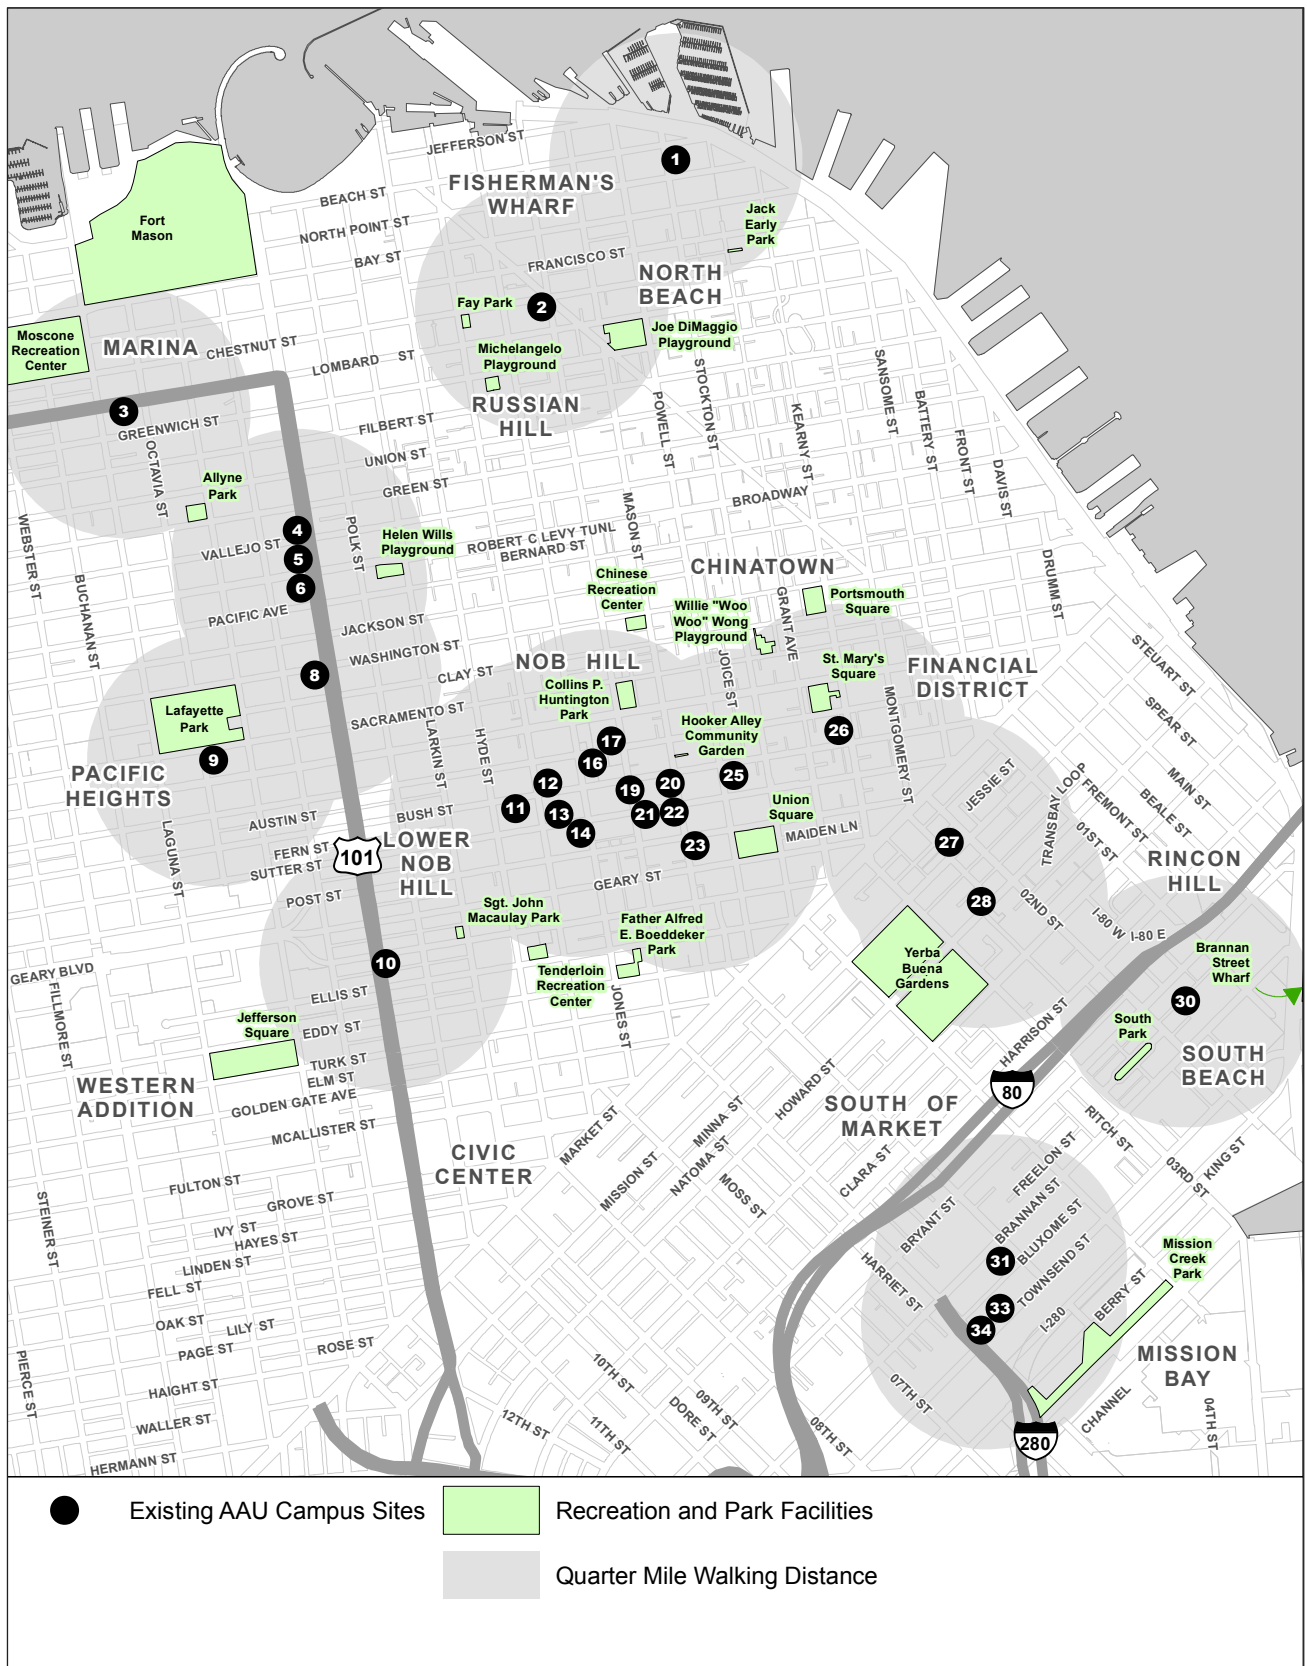 1
JEFFERSON ST
FISHERMAN'S
WHARF
BEACH ST
NORTH POINT ST
BAY ST
Fort
Mason
Jack
Early
Park
FRANCISCO ST
NORTH
BEACH
Fay Park
2
Joe DiMaggio
Playground
Michelangelo
Playground
RUSSIAN
HILL
Moscone
Recreation
Center
MARINA
CHESTNUT ST
LOMBARD ST
3
GREENWICH ST
OCTAVIA ST
FILBERT ST
UNION ST
GREEN ST
POWELL ST
STOCKTON ST
KEARNY ST
SANSOME ST
BATTERY ST
FRONT ST
DAVIS ST
BROADWAY
Allyne
Park
4
VALLEJO ST
5
6
POLK ST
Helen Wills
Playground
ROBERT C LEVY TUNL
BERNARD ST
MASON ST
CHINATOWN
WEBSTER ST
BUCHANAN ST
PACIFIC AVE
JACKSON ST
WASHINGTON ST
CLAY ST
SACRAMENTO ST
Chinese
Recreation
Center
Willie "Woo
Woo" Wong
Playground
GRANT AVE
Portsmouth
Square
DRUMM ST
STEUART ST
SPEAR ST
NOB HILL
JOICE ST
St. Mary's
Square
FINANCIAL
DISTRICT
8
Lafayette
Park
9
Collins P.
Huntington
Park
Hooker Alley
Community
Garden
26
MONTGOMERY ST
PACIFIC
HEIGHTS
LARKIN ST
HYDE ST
17
16
12
11
13
14
19
20
21
22
25
23
Union
Square
MAIDEN LN
JESSIE ST
TRANSBAY LOOP
FREMONT ST
MAIN ST
BEALE ST
01ST ST
RINCON
HILL
27
28
02ND ST
LAGUNA ST
AUSTIN ST
FERN ST
SUTTER ST
POST ST
BUSH ST
101
LOWER
NOB
HILL
GEARY ST
Sgt. John
Macaulay Park
Father Alfred
E. Boeddeker
Park
Tenderloin
Recreation
Center
JONES ST
10
GEARY BLVD
FILLMORE ST
ELLIS ST
EDDY ST
Jefferson
Square
TURK ST
ELM ST
GOLDEN GATE AVE
MCALLISTER ST
WESTERN
ADDITION
Yerba
Buena
Gardens
I-80 W
I-80 E
Brannan
Street
Wharf
30
South
Park
SOUTH
BEACH
HARRISON ST
80
HOWARD ST
SOUTH OF
MARKET
CIVIC
CENTER
MARKET ST
MISSION ST
MINNA ST
NATOMA ST
MOSS ST
CLARA ST
RITCH ST
03RD ST
KING ST
FREELON ST
BRANNAN ST
BLUXOME ST
TOWNSEND ST
BRYANT ST
HARRIET ST
31
33
34
I-280
BERRY ST
Mission
Creek
Park
MISSION
BAY
CHANNEL
04TH ST
280
07TH ST
08TH ST
09TH ST
DORE ST
10TH ST
11TH ST
12TH ST
STEINER ST
FULTON ST
GROVE ST
IVY ST
HAYES ST
LINDEN ST
FELL ST
OAK ST
LILY ST
PAGE ST
ROSE ST
PIERCE ST
HAIGHT ST
WALLER ST
HERMANN ST
Existing AAU Campus Sites
Recreation and Park Facilities
Quarter Mile Walking Distance